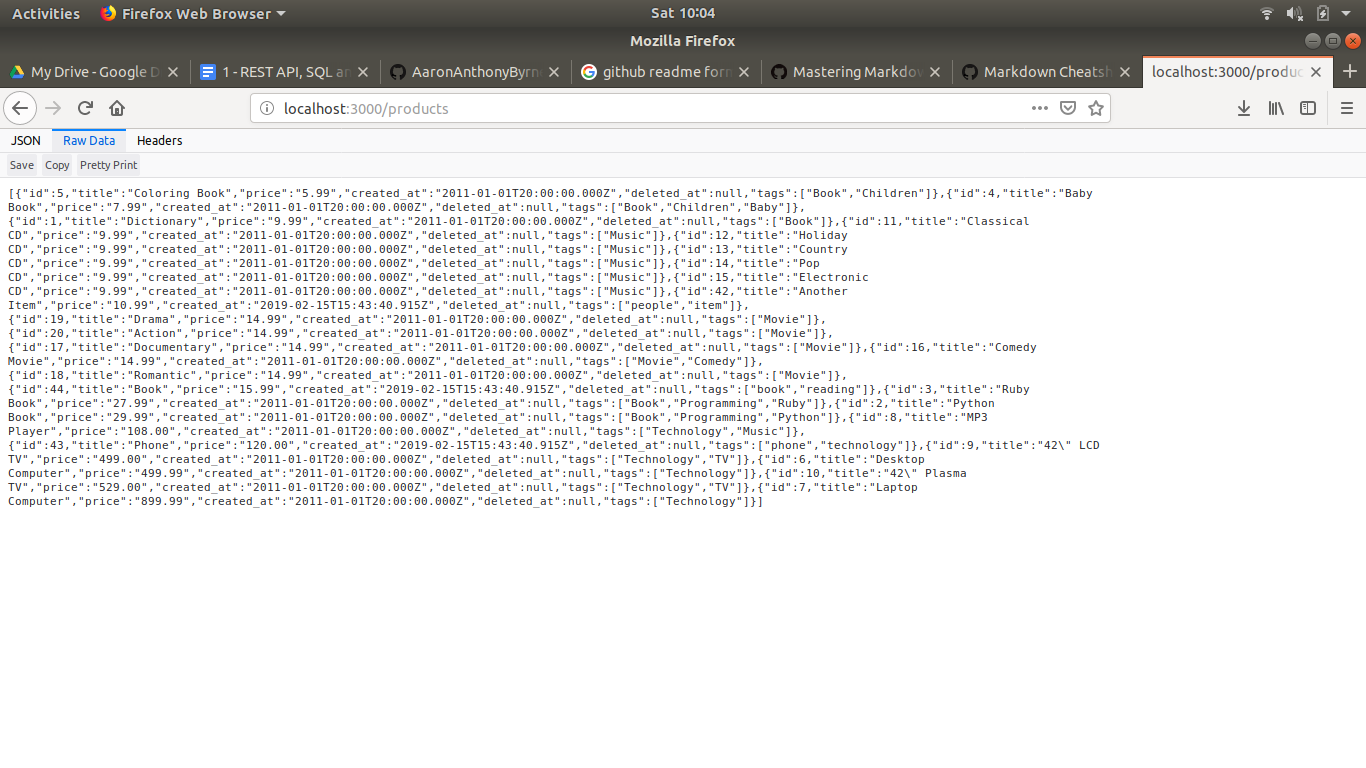 Activities Firefox Web Browser Sat 10:04
Mozilla Firefox
My Drive - Google D 1 - REST API, SQL an AaronAnthonyByrn github readme for Mastering Markdo Markdown Cheatsh localhost:3000/produc
localhost:3000/products
JSON Raw Data Headers
Save Copy Pretty Print
[{"id":5,"title":"Coloring Book","price":"5.99","created_at":"2011-01-01T20:00:00.000Z","deleted_at":null,"tags":["Book","Children"]},{"id":4,"title":"Baby
Book","price":"7.99","created_at":"2011-01-01T20:00:00.000Z","deleted_at":null,"tags":["Book","Children","Baby"]},
{"id":1,"title":"Dictionary","price":"9.99","created_at":"2011-01-01T20:00:00.000Z","deleted_at":null,"tags":["Book"]},{"id":11,"title":"Classical
CD","price":"9.99","created_at":"2011-01-01T20:00:00.000Z","deleted_at":null,"tags":["Music"]},{"id":12,"title":"Holiday
CD","price":"9.99","created_at":"2011-01-01T20:00:00.000Z","deleted_at":null,"tags":["Music"]},{"id":13,"title":"Country
CD","price":"9.99","created_at":"2011-01-01T20:00:00.000Z","deleted_at":null,"tags":["Music"]},{"id":14,"title":"Pop
CD","price":"9.99","created_at":"2011-01-01T20:00:00.000Z","deleted_at":null,"tags":["Music"]},{"id":15,"title":"Electronic
CD","price":"9.99","created_at":"2011-01-01T20:00:00.000Z","deleted_at":null,"tags":["Music"]},{"id":42,"title":"Another
Item","price":"10.99","created_at":"2019-02-15T15:43:40.915Z","deleted_at":null,"tags":["people","item"]},
{"id":19,"title":"Drama","price":"14.99","created_at":"2011-01-01T20:00:00.000Z","deleted_at":null,"tags":["Movie"]},
{"id":20,"title":"Action","price":"14.99","created_at":"2011-01-01T20:00:00.000Z","deleted_at":null,"tags":["Movie"]},
{"id":17,"title":"Documentary","price":"14.99","created_at":"2011-01-01T20:00:00.000Z","deleted_at":null,"tags":["Movie"]},{"id":16,"title":"Comedy
Movie","price":"14.99","created_at":"2011-01-01T20:00:00.000Z","deleted_at":null,"tags":["Movie","Comedy"]},
{"id":18,"title":"Romantic","price":"14.99","created_at":"2011-01-01T20:00:00.000Z","deleted_at":null,"tags":["Movie"]},
{"id":44,"title":"Book","price":"15.99","created_at":"2019-02-15T15:43:40.915Z","deleted_at":null,"tags":["book","reading"]},{"id":3,"title":"Ruby
Book","price":"27.99","created_at":"2011-01-01T20:00:00.000Z","deleted_at":null,"tags":["Book","Programming","Ruby"]},{"id":2,"title":"Python
Book","price":"29.99","created_at":"2011-01-01T20:00:00.000Z","deleted_at":null,"tags":["Book","Programming","Python"]},{"id":8,"title":"MP3
Player","price":"108.00","created_at":"2011-01-01T20:00:00.000Z","deleted_at":null,"tags":["Technology","Music"]},
{"id":43,"title":"Phone","price":"120.00","created_at":"2019-02-15T15:43:40.915Z","deleted_at":null,"tags":["phone","technology"]},{"id":9,"title":"42\" LCD
TV","price":"499.00","created_at":"2011-01-01T20:00:00.000Z","deleted_at":null,"tags":["Technology","TV"]},{"id":6,"title":"Desktop
Computer","price":"499.99","created_at":"2011-01-01T20:00:00.000Z","deleted_at":null,"tags":["Technology"]},{"id":10,"title":"42\" Plasma
TV","price":"529.00","created_at":"2011-01-01T20:00:00.000Z","deleted_at":null,"tags":["Technology","TV"]},{"id":7,"title":"Laptop
Computer","price":"899.99","created_at":"2011-01-01T20:00:00.000Z","deleted_at":null,"tags":["Technology"]}]